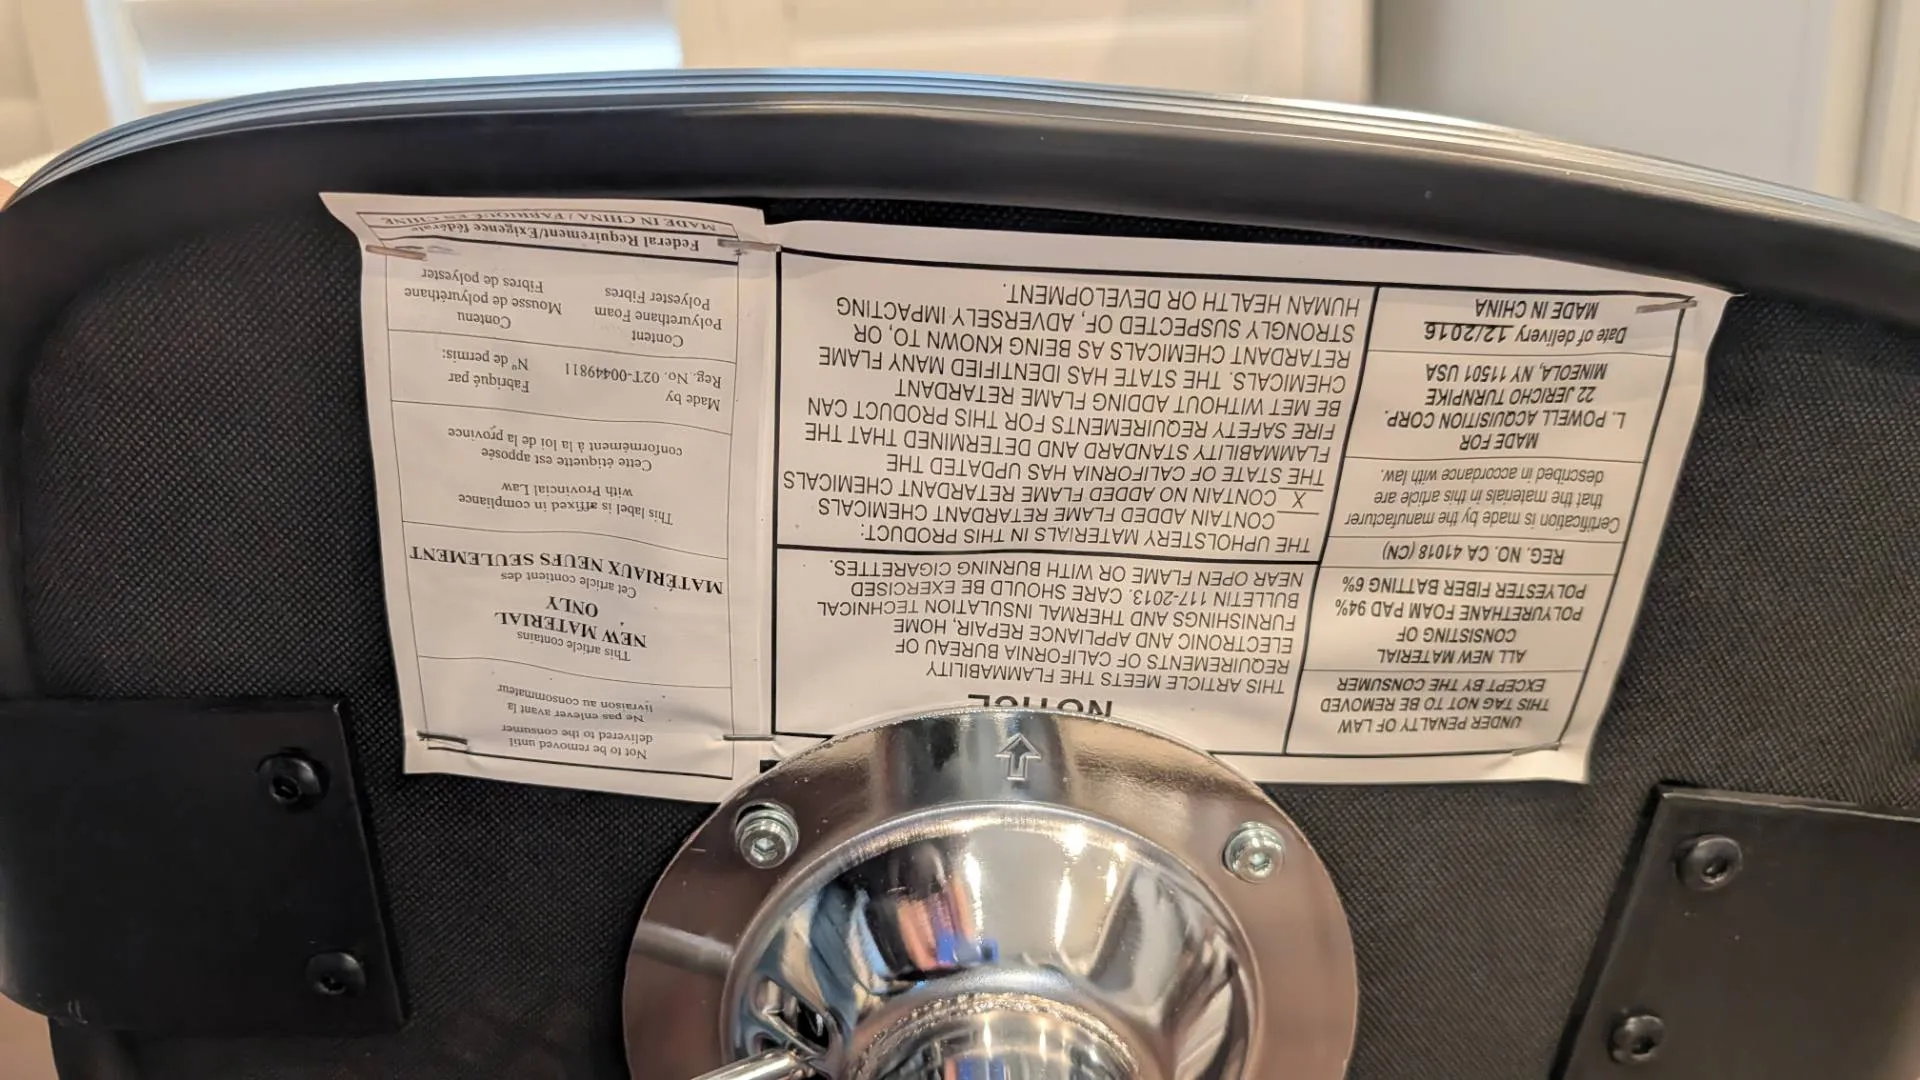 UNDER PENALTY OF LAW
THIS TAG NOT TO BE REMOVED
EXCEPT BY THE CONSUMER
ALL NEW MATERIAL
CONSISTING OF
POLYURETHANE FOAM PAD 94%
POLYESTER FIBER BATTING 6%
REG. NO. CA 41018 (CN)
Certification is made by the manufacturer
that the materials in this article are
described in accordance with law.
MADE FOR
L. POWELL ACQUISITION CORP.
22 JERICHO TURNPIKE
MINEOLA, NY 11501 USA
Date of delivery 12/2016
MADE IN CHINA
NOTICE
THIS ARTICLE MEETS THE FLAMMABILITY
REQUIREMENTS OF CALIFORNIA BUREAU OF
ELECTRONIC AND APPLIANCE REPAIR, HOME
FURNISHINGS AND THERMAL INSULATION TECHNICAL
BULLETIN 117-2013. CARE SHOULD BE EXERCISED
NEAR OPEN FLAME OR WITH BURNING CIGARETTES.
THE UPHOLSTERY MATERIALS IN THIS PRODUCT:
CONTAIN ADDED FLAME RETARDANT CHEMICALS
X CONTAIN NO ADDED FLAME RETARDANT CHEMICALS
THE STATE OF CALIFORNIA HAS UPDATED THE
FLAMMABILITY STANDARD AND DETERMINED THAT THE
FIRE SAFETY REQUIREMENTS FOR THIS PRODUCT CAN
BE MET WITHOUT ADDING FLAME RETARDANT
CHEMICALS. THE STATE HAS IDENTIFIED MANY FLAME
RETARDANT CHEMICALS AS BEING KNOWN TO, OR
STRONGLY SUSPECTED OF, ADVERSELY IMPACTING
HUMAN HEALTH OR DEVELOPMENT.
Not to be removed until
delivered to the consumer
Ne pas enlever avant la
livraison au consommateur
This article contains
NEW MATERIAL
ONLY
Cet article contient des
MATÉRIAUX NEUFS SEULEMENT
This label is affixed in compliance
with Provincial Law
Cette étiquette est apposée
conformément à la loi de la province
Made by Fabriqué par
Reg. No. 02T-00449811 N° de permis:
Content Contenu
Polyurethane Foam Mousse de polyuréthane
Polyester Fibres Fibres de polyester
Federal Requirement/Exigence fédérale
MADE IN CHINA / FABRIQUÉ EN CHINE